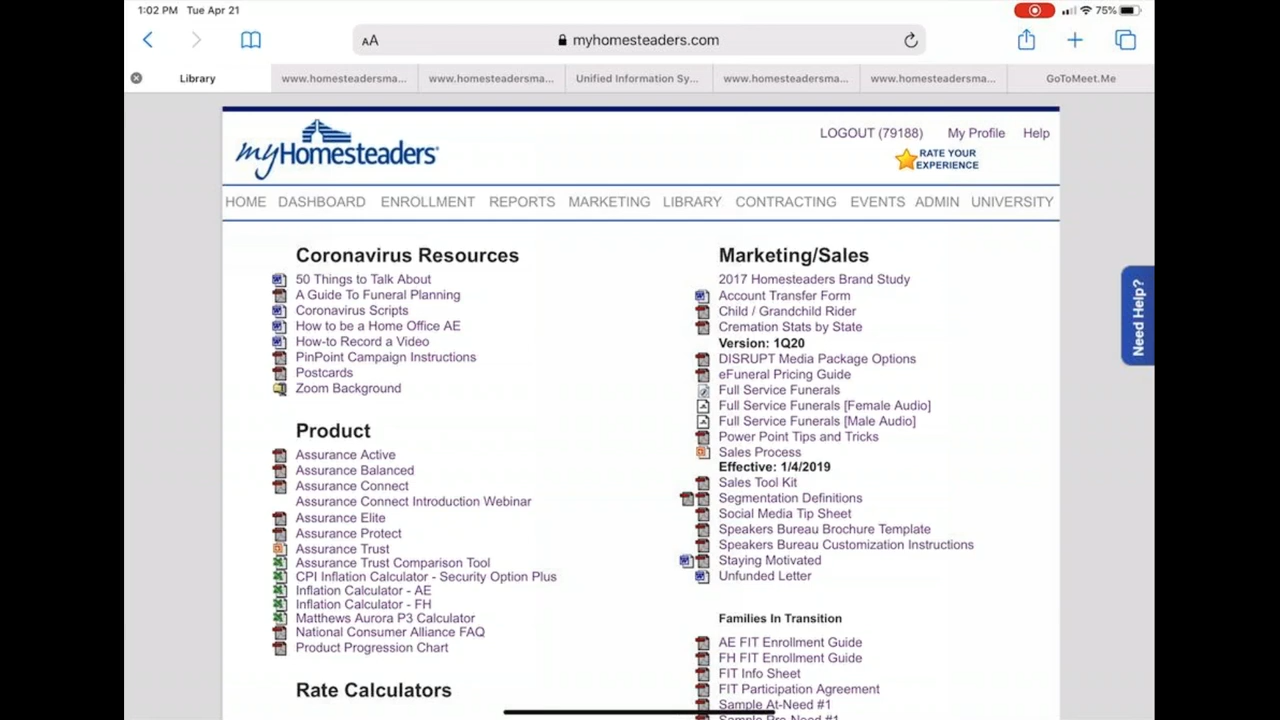 1:02 PM Tue Apr 21
75%
AA
myhomesteaders.com
Library
www.homesteadersma...
www.homesteadersma...
Unified Information Sy...
www.homesteadersma...
www.homesteadersma...
GoToMeet.Me
myHomesteaders
LOGOUT (79188) My Profile Help
RATE YOUR
EXPERIENCE
HOME DASHBOARD ENROLLMENT REPORTS MARKETING LIBRARY CONTRACTING EVENTS ADMIN UNIVERSITY
Coronavirus Resources
50 Things to Talk About
A Guide To Funeral Planning
Coronavirus Scripts
How to be a Home Office AE
How-to Record a Video
PinPoint Campaign Instructions
Postcards
Zoom Background
Product
Assurance Active
Assurance Balanced
Assurance Connect
Assurance Connect Introduction Webinar
Assurance Elite
Assurance Protect
Assurance Trust
Assurance Trust Comparison Tool
CPI Inflation Calculator - Security Option Plus
Inflation Calculator - AE
Inflation Calculator - FH
Matthews Aurora P3 Calculator
National Consumer Alliance FAQ
Product Progression Chart
Rate Calculators
Marketing/Sales
2017 Homesteaders Brand Study
Account Transfer Form
Child / Grandchild Rider
Cremation Stats by State
Version: 1Q20
DISRUPT Media Package Options
eFuneral Pricing Guide
Full Service Funerals
Full Service Funerals [Female Audio]
Full Service Funerals [Male Audio]
Power Point Tips and Tricks
Sales Process
Effective: 1/4/2019
Sales Tool Kit
Segmentation Definitions
Social Media Tip Sheet
Speakers Bureau Brochure Template
Speakers Bureau Customization Instructions
Staying Motivated
Unfunded Letter
Families In Transition
AE FIT Enrollment Guide
FH FIT Enrollment Guide
FIT Info Sheet
FIT Participation Agreement
Sample At-Need #1
Sample Pre-Need #1
Need Help?